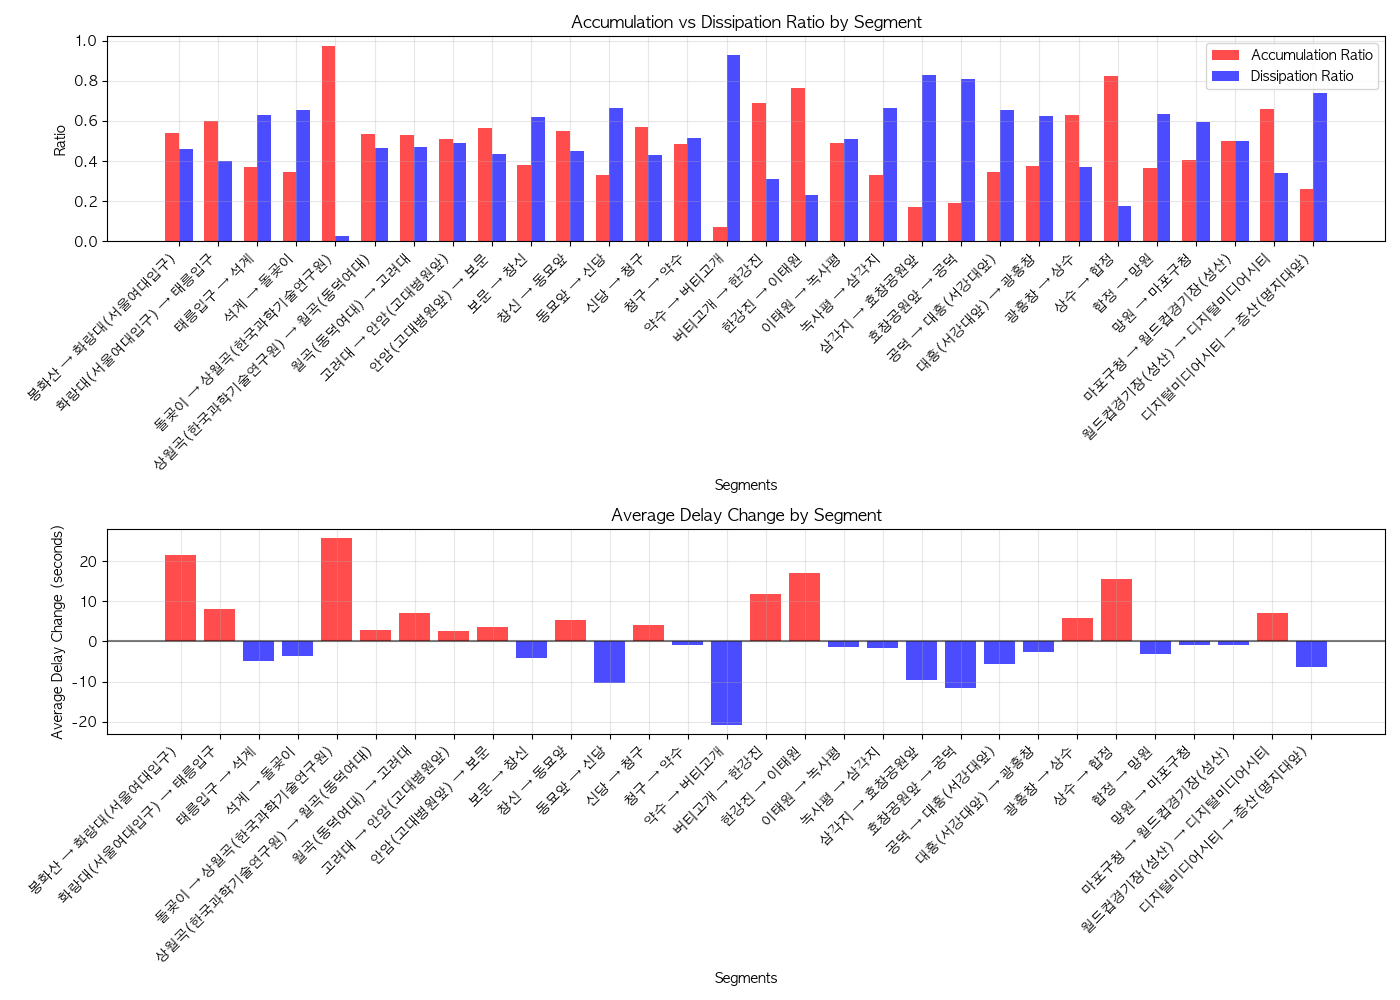 Accumulation vs Dissipation Ratio by Segment
1.0
0.8
0.6
0.4
0.2
0.0
Ratio
Accumulation Ratio
Dissipation Ratio
봉화산 → 화랑대(서울여대입구)
화랑대(서울여대입구) → 태릉입구
태릉입구 → 석계
석계 → 돌곶이
돌곶이 → 상월곡(한국과학기술연구원)
상월곡(한국과학기술연구원) → 월곡(동덕여대)
월곡(동덕여대) → 고려대
고려대 → 안암(고대병원앞)
안암(고대병원앞) → 보문
보문 → 창신
창신 → 동묘앞
동묘앞 → 신당
신당 → 청구
청구 → 약수
약수 → 버티고개
버티고개 → 한강진
한강진 → 이태원
이태원 → 녹사평
녹사평 → 삼각지
삼각지 → 효창공원앞
효창공원앞 → 공덕
공덕 → 대흥(서강대앞)
대흥(서강대앞) → 광흥창
광흥창 → 상수
상수 → 합정
합정 → 망원
망원 → 마포구청
마포구청 → 월드컵경기장(성산)
월드컵경기장(성산) → 디지털미디어시티
디지털미디어시티 → 증산(명지대앞)
Segments
Average Delay Change by Segment
20
10
0
-10
-20
Average Delay Change (seconds)
봉화산 → 화랑대(서울여대입구)
화랑대(서울여대입구) → 태릉입구
태릉입구 → 석계
석계 → 돌곶이
돌곶이 → 상월곡(한국과학기술연구원)
상월곡(한국과학기술연구원) → 월곡(동덕여대)
월곡(동덕여대) → 고려대
고려대 → 안암(고대병원앞)
안암(고대병원앞) → 보문
보문 → 창신
창신 → 동묘앞
동묘앞 → 신당
신당 → 청구
청구 → 약수
약수 → 버티고개
버티고개 → 한강진
한강진 → 이태원
이태원 → 녹사평
녹사평 → 삼각지
삼각지 → 효창공원앞
효창공원앞 → 공덕
공덕 → 대흥(서강대앞)
대흥(서강대앞) → 광흥창
광흥창 → 상수
상수 → 합정
합정 → 망원
망원 → 마포구청
마포구청 → 월드컵경기장(성산)
월드컵경기장(성산) → 디지털미디어시티
디지털미디어시티 → 증산(명지대앞)
Segments